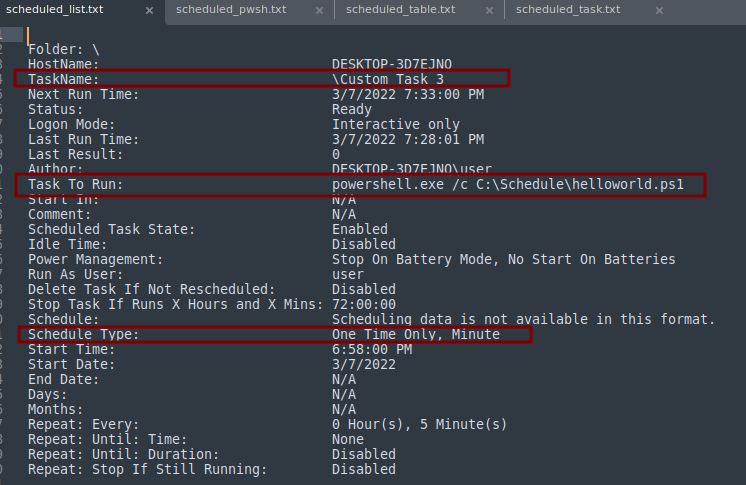 scheduled_list.txt × scheduled_pwsh.txt × scheduled_table.txt × scheduled_task.txt ×
Folder: \
HostName: DESKTOP-3D7EJNO
TaskName: \Custom Task 3
Next Run Time: 3/7/2022 7:33:00 PM
Status: Ready
Logon Mode: Interactive only
Last Run Time: 3/7/2022 7:28:01 PM
Last Result: 0
Author: DESKTOP-3D7EJNO\user
Task To Run: powershell.exe /c C:\Schedule\helloworld.ps1
Start In: N/A
Comment: N/A
Scheduled Task State: Enabled
Idle Time: Disabled
Power Management: Stop On Battery Mode, No Start On Batteries
Run As User: user
Delete Task If Not Rescheduled: Disabled
Stop Task If Runs X Hours and X Mins: 72:00:00
Schedule: Scheduling data is not available in this format.
Schedule Type: One Time Only, Minute
Start Time: 6:58:00 PM
Start Date: 3/7/2022
End Date: N/A
Days: N/A
Months: N/A
Repeat: Every: 0 Hour(s), 5 Minute(s)
Repeat: Until: Time: None
Repeat: Until: Duration: Disabled
Repeat: Stop If Still Running: Disabled